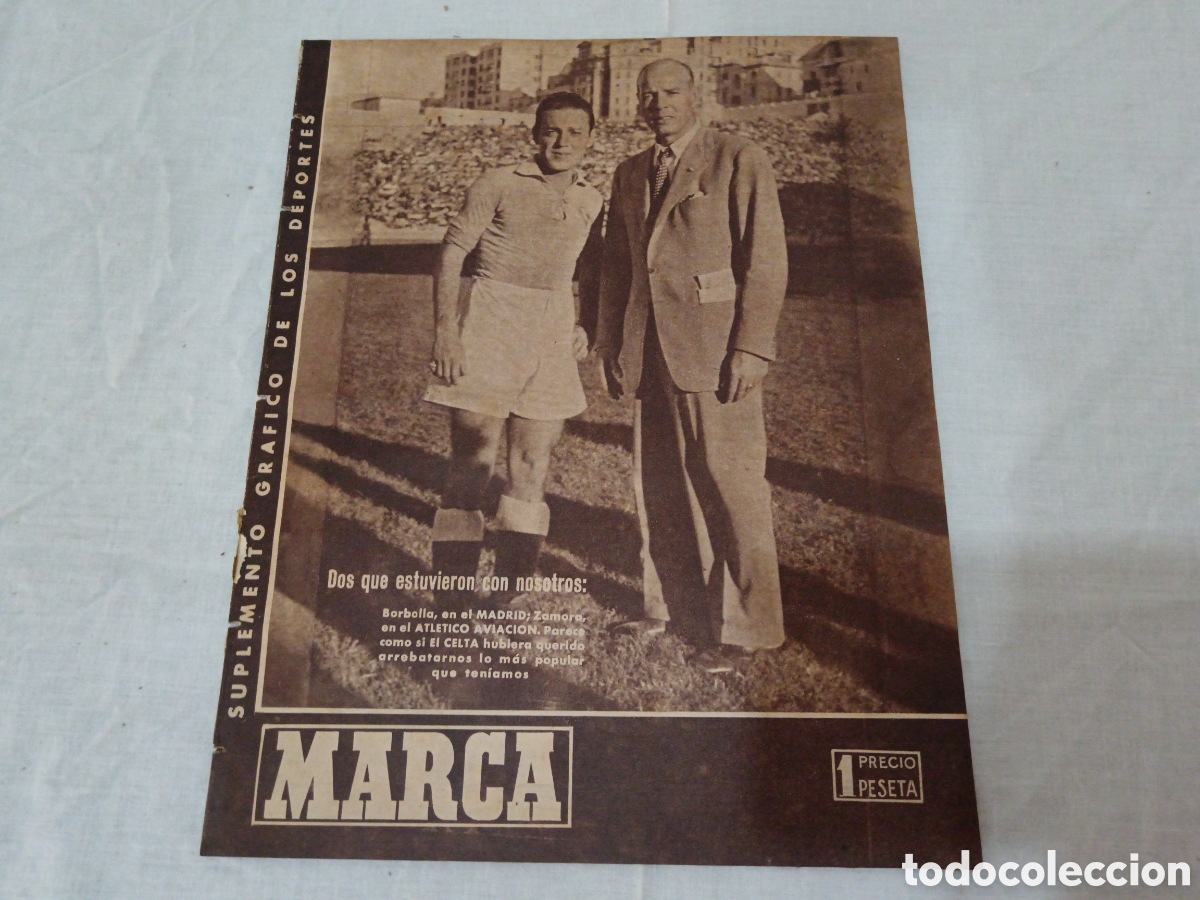 SUPLEMENTO GRAFICO DE LOS DEPORTES
Dos que estuvieron con nosotros:
Borbolla, en el MADRID; Zamora,
en el ATLETICO AVIACION. Parece
como si El CELTA hubiera querido
arrebatarnos lo más popular
que teníamos
MARCA
1 PRECIO
PESETA
todocoleccion